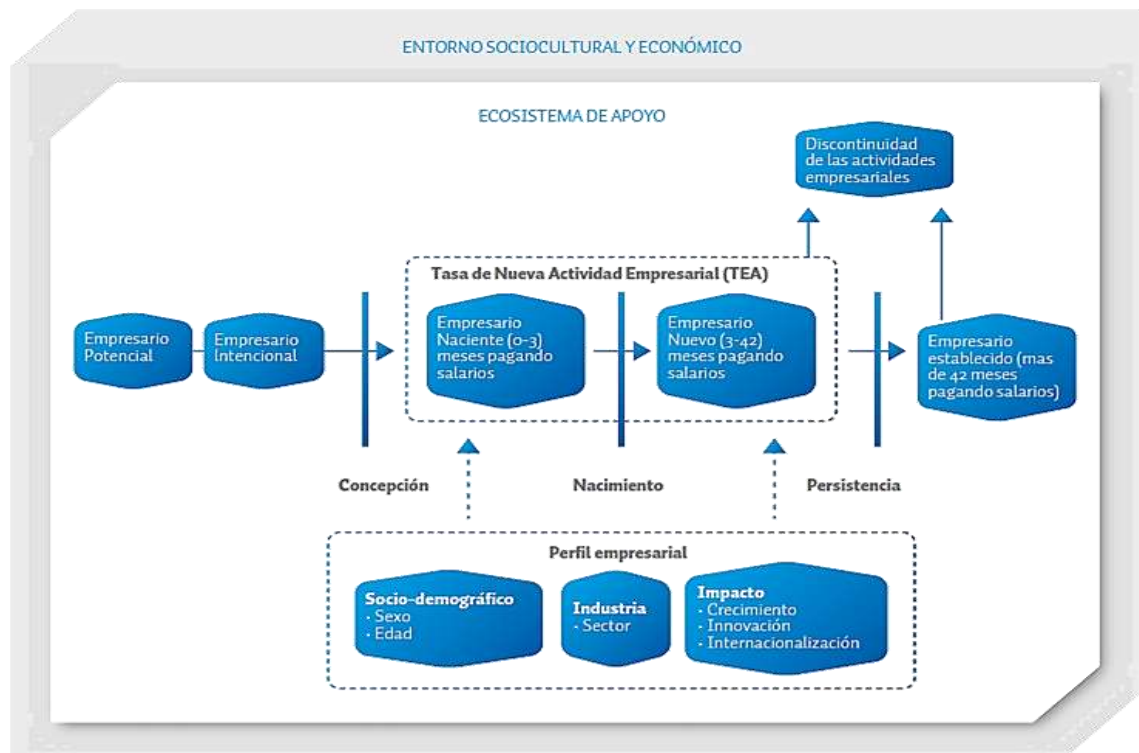 ENTORNO SOCIOCULTURAL Y ECONÓMICO
ECOSISTEMA DE APOYO
Discontinuidad
de las actividades
empresariales
Tasa de Nueva Actividad Empresarial (TEA)
Empresario
Potencial
Empresario
Intencional
Empresario
Naciente (0-3)
meses pagando
salarios
Empresario
Nuevo (3-42)
meses pagando
salarios
Empresario
establecido (mas
de 42 meses
pagando salarios)
Concepción
Nacimiento
Persistencia
Perfil empresarial
Socio-demográfico
- Sexo
- Edad
Industria
- Sector
Impacto
- Crecimiento
- Innovación
- Internacionalización